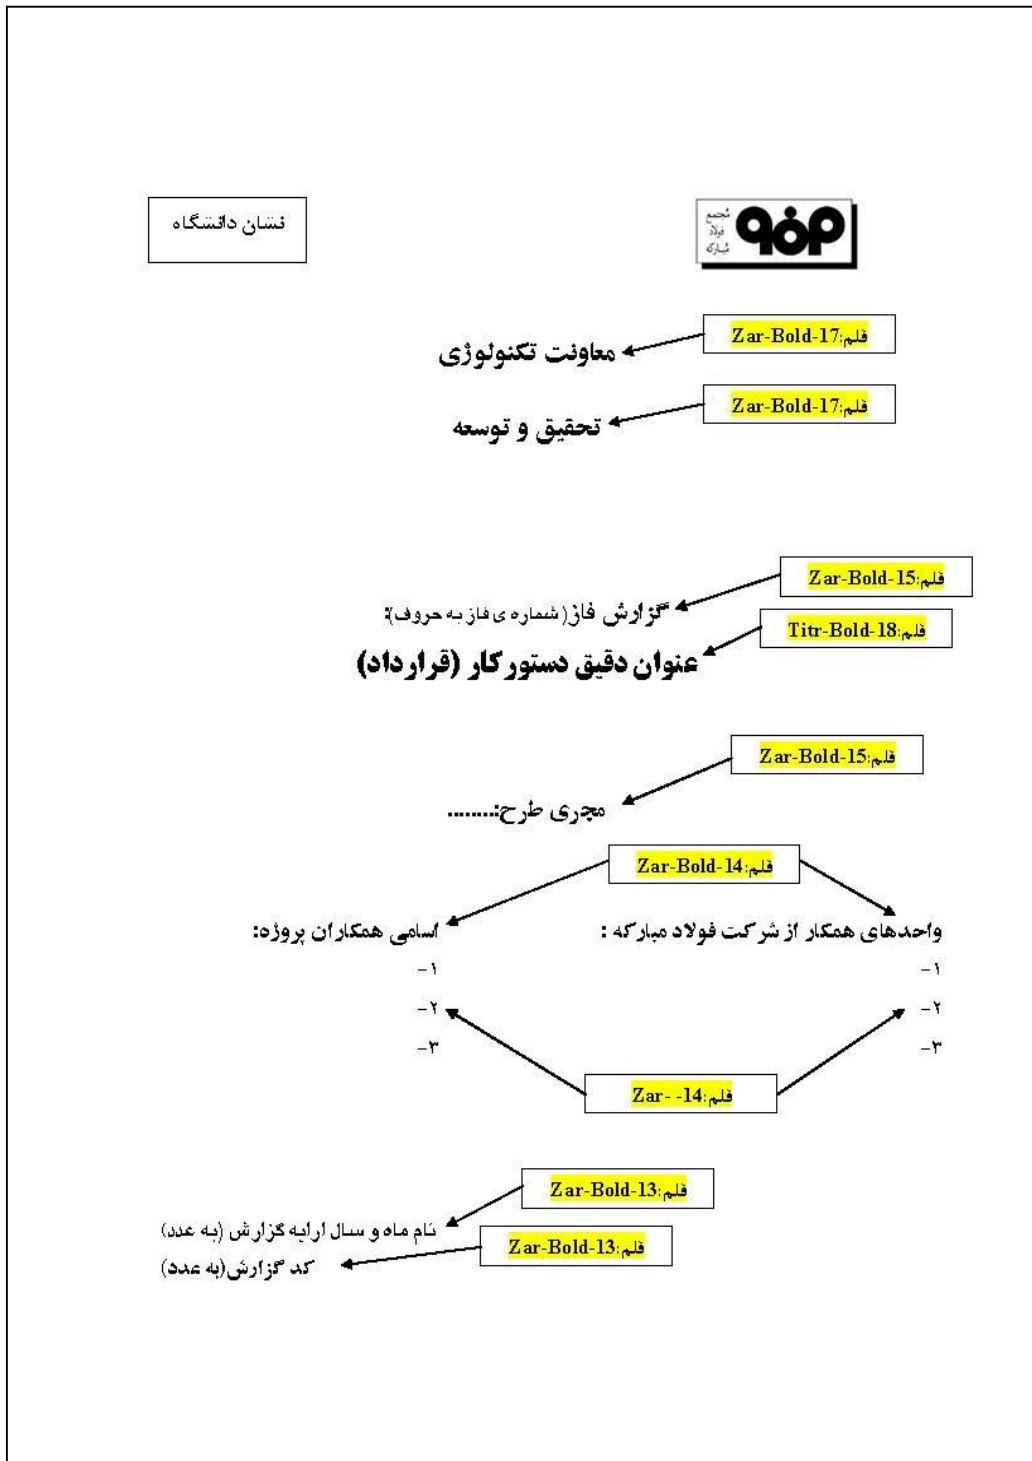 مجتمع
فولاد
مبارکه
نشان دانشگاه
قلم:Zar-Bold-17
معاونت تکنولوژی
قلم:Zar-Bold-17
تحقیق و توسعه
قلم:Zar-Bold-15
گزارش فاز(شماره ی فاز به حروف):
قلم:Titr-Bold-18
عنوان دقیق دستور کار (قرارداد)
قلم:Zar-Bold-15
مجری طرح:........
قلم:Zar-Bold-14
واحدهای همکار از شرکت فولاد مبارکه :
۱-
۲-
۳-
اسامی همکاران پروژه:
۱-
۲-
۳-
قلم:Zar- -14
قلم:Zar-Bold-13
نام ماه و سال ارایه گزارش (به عدد)
قلم:Zar-Bold-13
کد گزارش(به عدد)